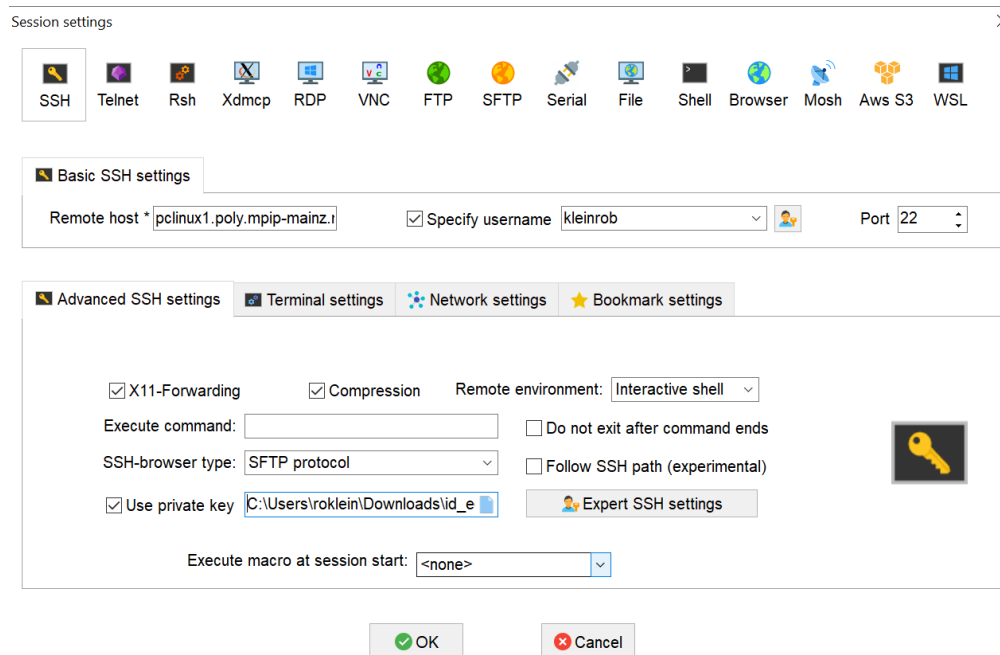 Session settings
SSH Telnet Rsh Xdmcp RDP VNC FTP SFTP Serial File Shell Browser Mosh Aws S3 WSL
Basic SSH settings
Remote host * pclinux1.poly.mpip-mainz. Specify username kleinrob Port 22
Advanced SSH settings Terminal settings Network settings Bookmark settings
X11-Forwarding Compression Remote environment: Interactive shell
Execute command: Do not exit after command ends
SSH-browser type: SFTP protocol Follow SSH path (experimental)
Use private key C:\Users\roklein\Downloads\id_e Expert SSH settings
Execute macro at session start: <none>
OK Cancel